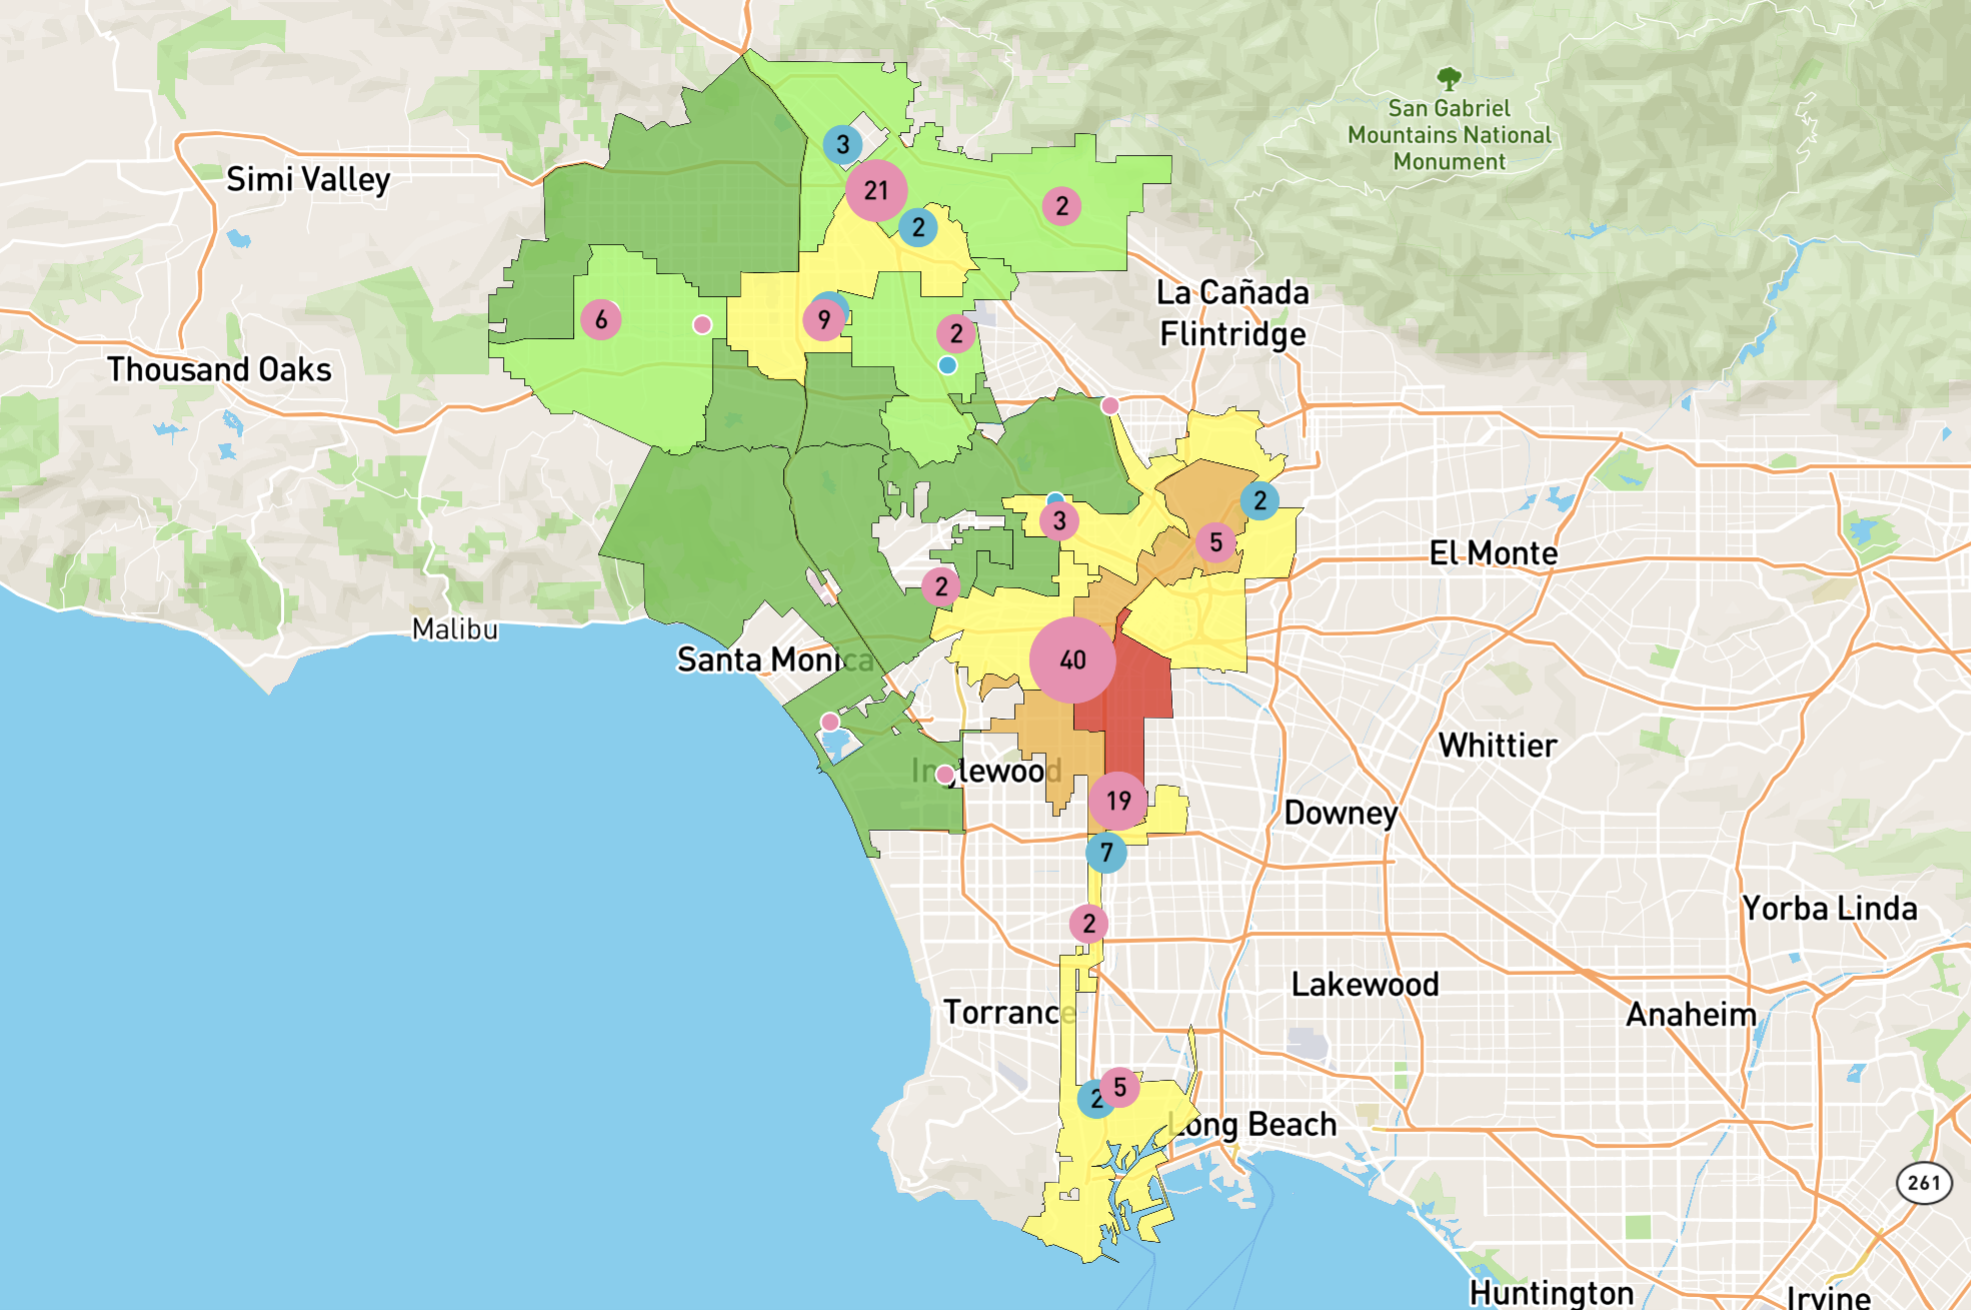 San Gabriel
Mountains National
Monument
3
Simi Valley
21
2
2
La Cañada
Flintridge
6
9
2
Thousand Oaks
2
3
5
El Monte
2
Malibu
Santa Monica
40
Whittier
Inglewood
19
Downey
7
Yorba Linda
2
Lakewood
Torrance
Anaheim
2
5
Long Beach
261
Huntington
Irvine